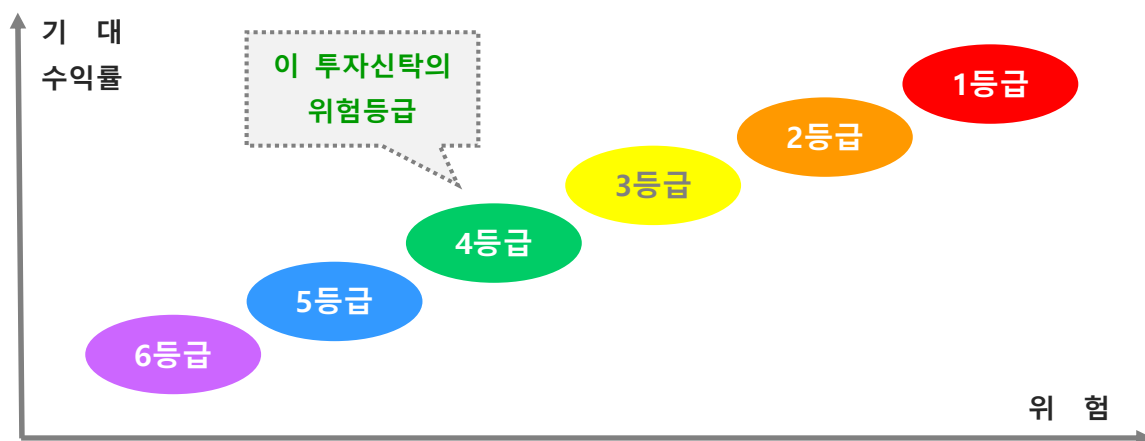 기 대
수익률
이 투자신탁의
위험등급
1등급
2등급
3등급
4등급
5등급
6등급
위 험